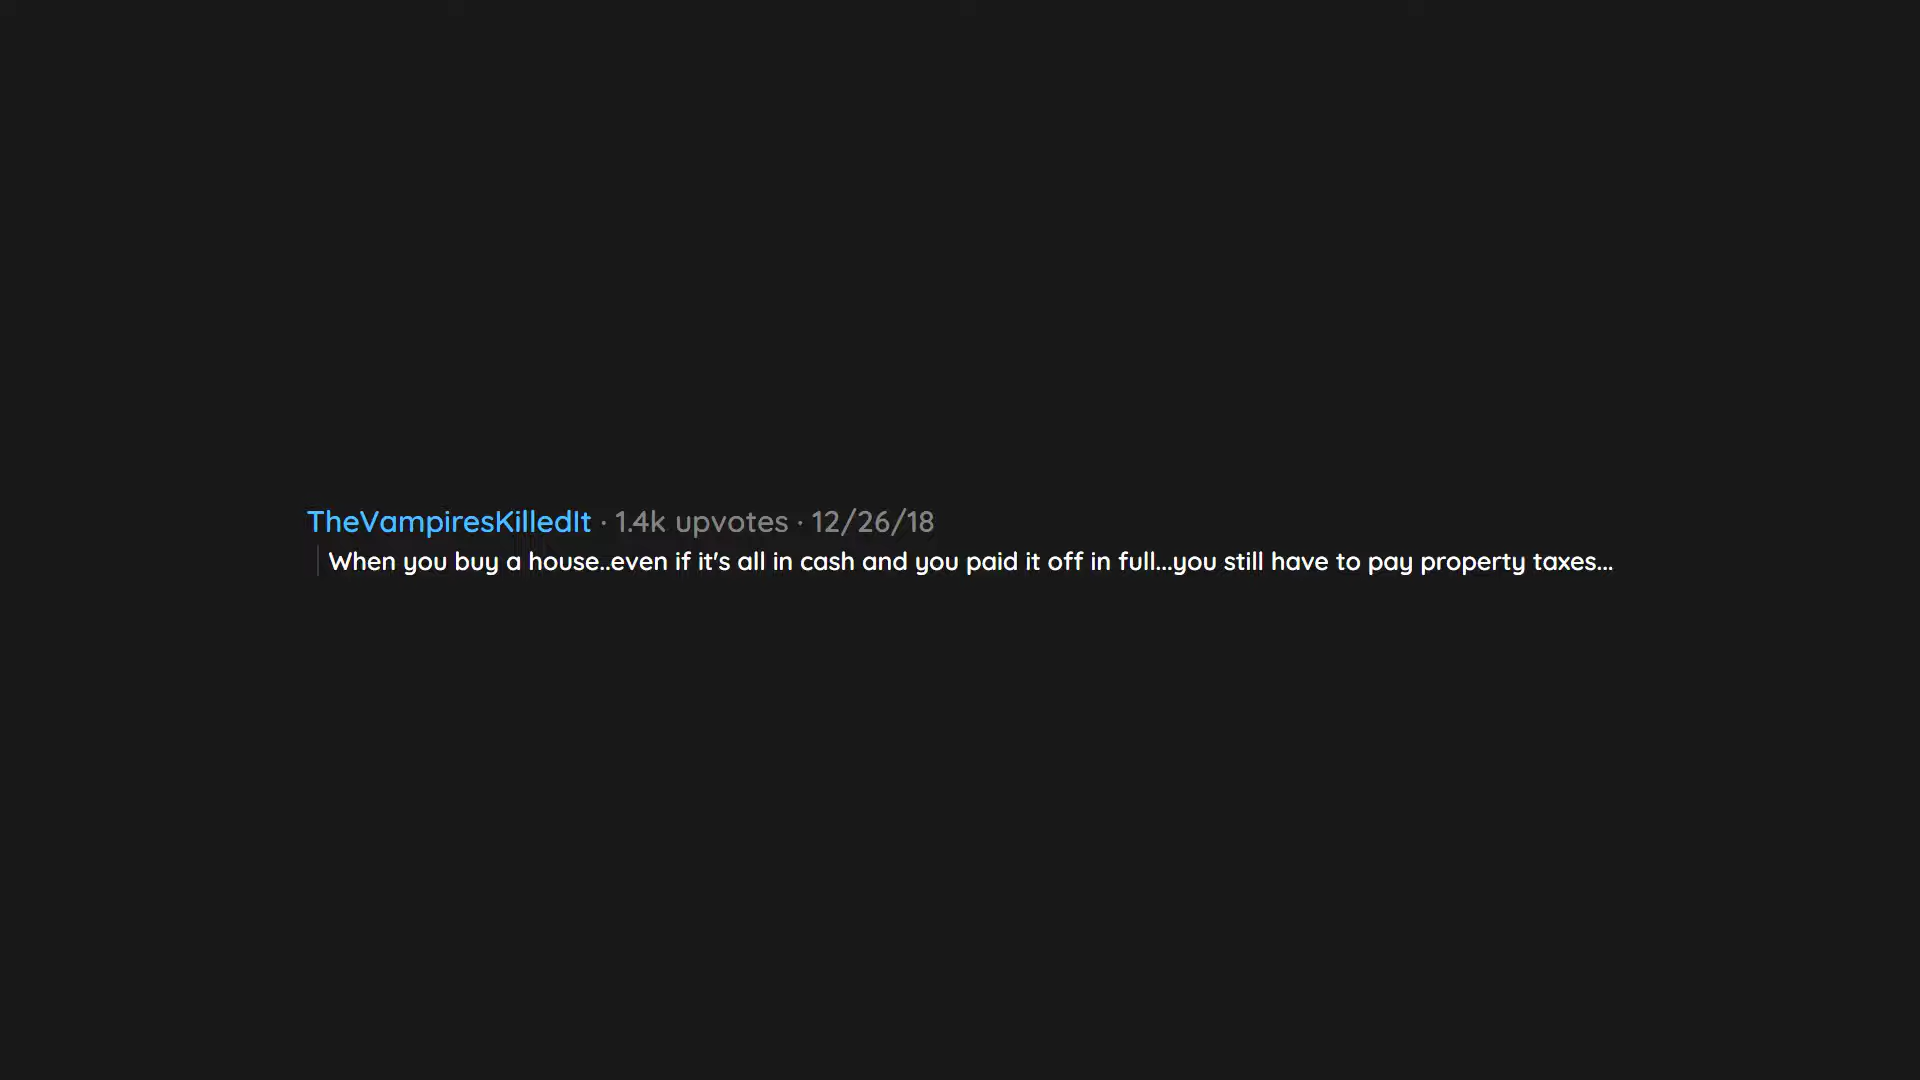 TheVampiresKilledIt · 1.4k upvotes · 12/26/18
When you buy a house..even if it's all in cash and you paid it off in full...you still have to pay property taxes...